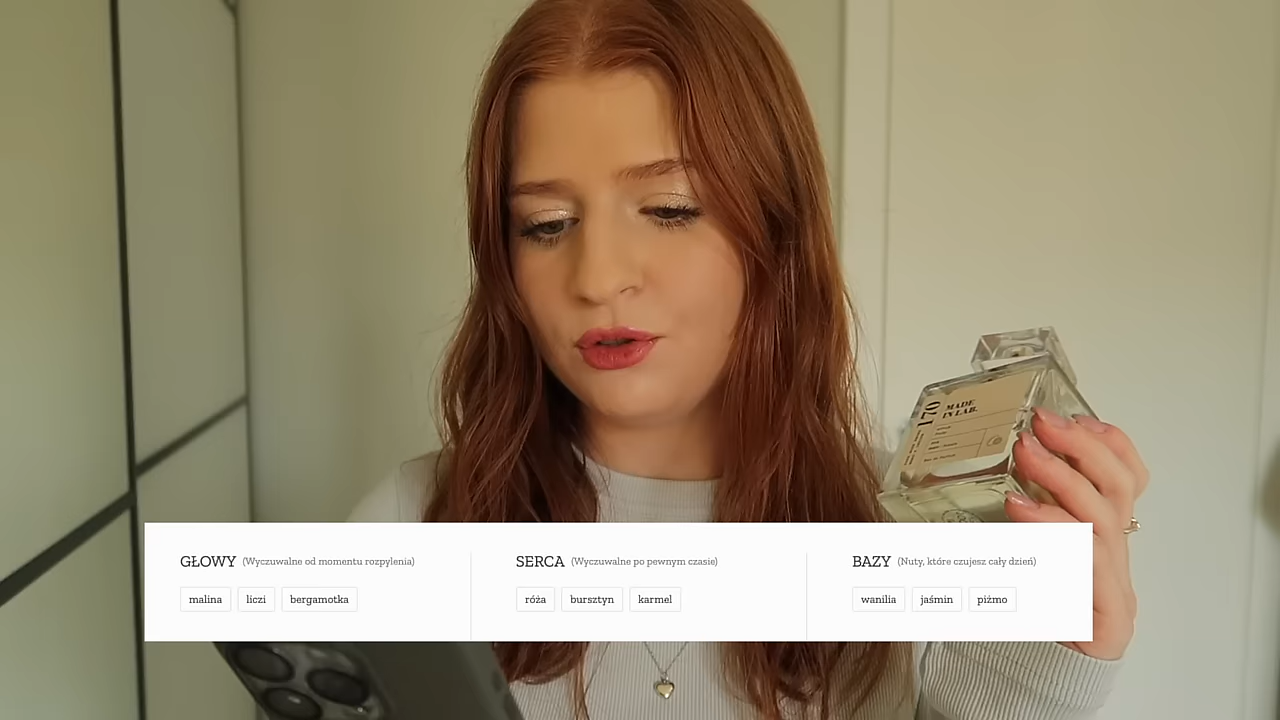 170
MADE
IN LAB.
GŁOWY (Wyczuwalne od momentu rozpylenia)
malina liczi bergamotka
SERCA (Wyczuwalne po pewnym czasie)
róża bursztyn karmel
BAZY (Nuty, które czujesz cały dzień)
wanilia jaśmin piżmo